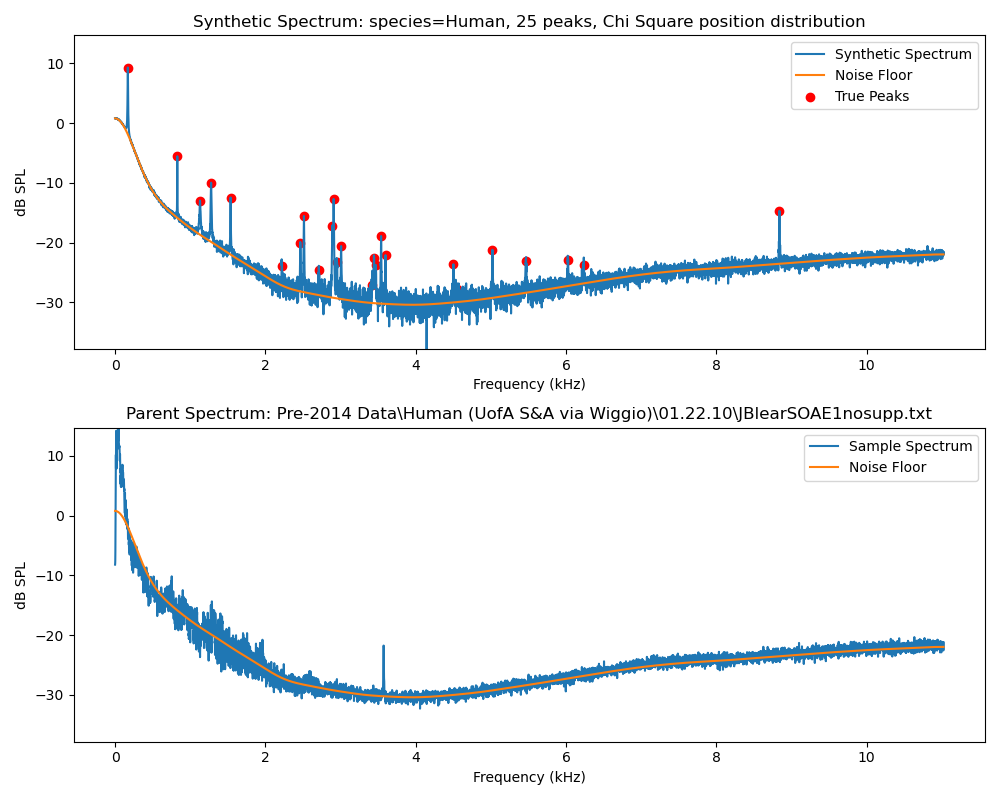 Synthetic Spectrum: species=Human, 25 peaks, Chi Square position distribution
10
0
−10
−20
−30
dB SPL
Synthetic Spectrum
Noise Floor
True Peaks
0 2 4 6 8 10
Frequency (kHz)
Parent Spectrum: Pre-2014 Data\Human (UofA S&A via Wiggio)\01.22.10\JBlearSOAE1nosupp.txt
10
0
−10
−20
−30
dB SPL
Sample Spectrum
Noise Floor
0 2 4 6 8 10
Frequency (kHz)